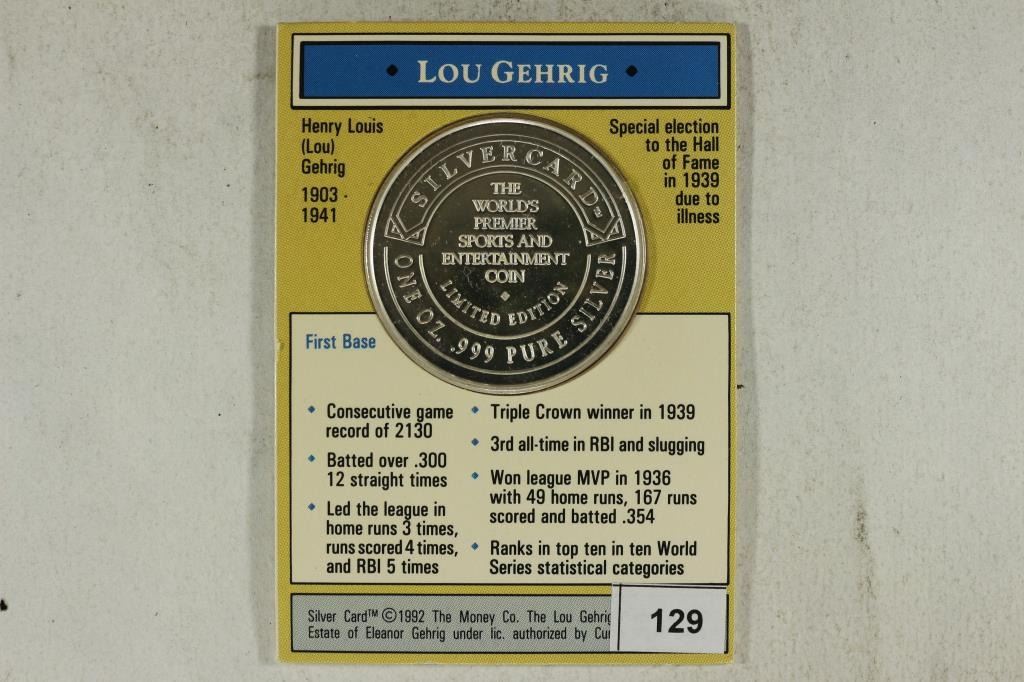 LOU GEHRIG
Henry Louis
(Lou)
Gehrig
1903 -
1941
Special election
to the Hall
of Fame
in 1939
due to
illness
SILVERCARD
THE
WORLD'S
PREMIER
SPORTS AND
ENTERTAINMENT
COIN
LIMITED EDITION
ONE OZ. .999 PURE SILVER
First Base
• Consecutive game
record of 2130
• Batted over .300
12 straight times
• Led the league in
home runs 3 times,
runs scored 4 times,
and RBI 5 times
• Triple Crown winner in 1939
• 3rd all-time in RBI and slugging
• Won league MVP in 1936
with 49 home runs, 167 runs
scored and batted .354
• Ranks in top ten in ten World
Series statistical categories
Silver Card™ ©1992 The Money Co. The Lou Gehrig
Estate of Eleanor Gehrig under lic. authorized by
129